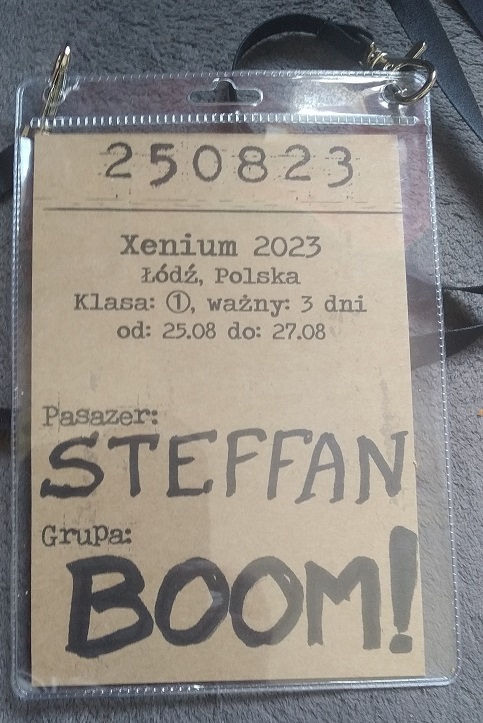 250823
Xenium 2023
Łódź, Polska
Klasa: ①, ważny: 3 dni
od: 25.08 do: 27.08
Pasazer:
STEFFAN
Grupa:
BOOM!